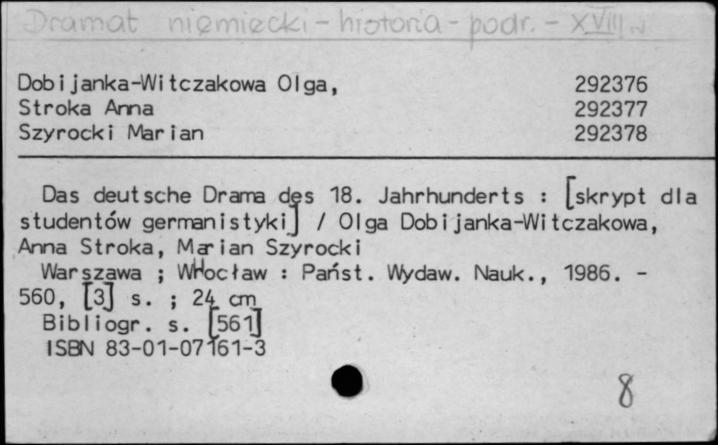 Dramat niemiecki - historia - podr. - XVIII w
Dobijanka-Witczakowa Olga, 292376
Stroka Anna 292377
Szyrocki Marian 292378
Das deutsche Drama des 18. Jahrhunderts : [skrypt dla
studentów germanistyki] / Olga Dobijanka-Witczakowa,
Anna Stroka, Marian Szyrocki
Warszawa ; Wrocław : Państ. Wydaw. Nauk., 1986. -
560, [3] s. ; 24 cm
Bibliogr. s. [561]
ISBN 83-01-07161-3
8